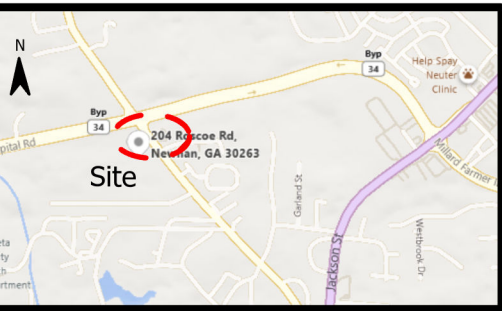 N
Byp
34
Help Spay
Neuter
Clinic
Byp
34
204 Roscoe Rd,
Newnan, GA 30263
pital Rd
Site
Garland St
Millard Farmer I
Westbrook Dr
Jackson St
eta
ty
h
rtment